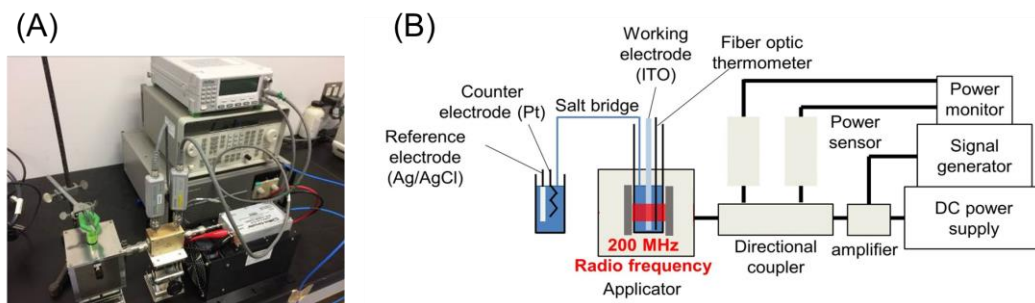 (A)
(B)
Working
electrode
(ITO)
Fiber optic
thermometer
Counter
electrode (Pt)
Salt bridge
Reference
electrode
(Ag/AgCl)
Power
sensor
Power
monitor
Signal
generator
DC power
supply
200 MHz
Radio frequency
Applicator
Directional
coupler
amplifier